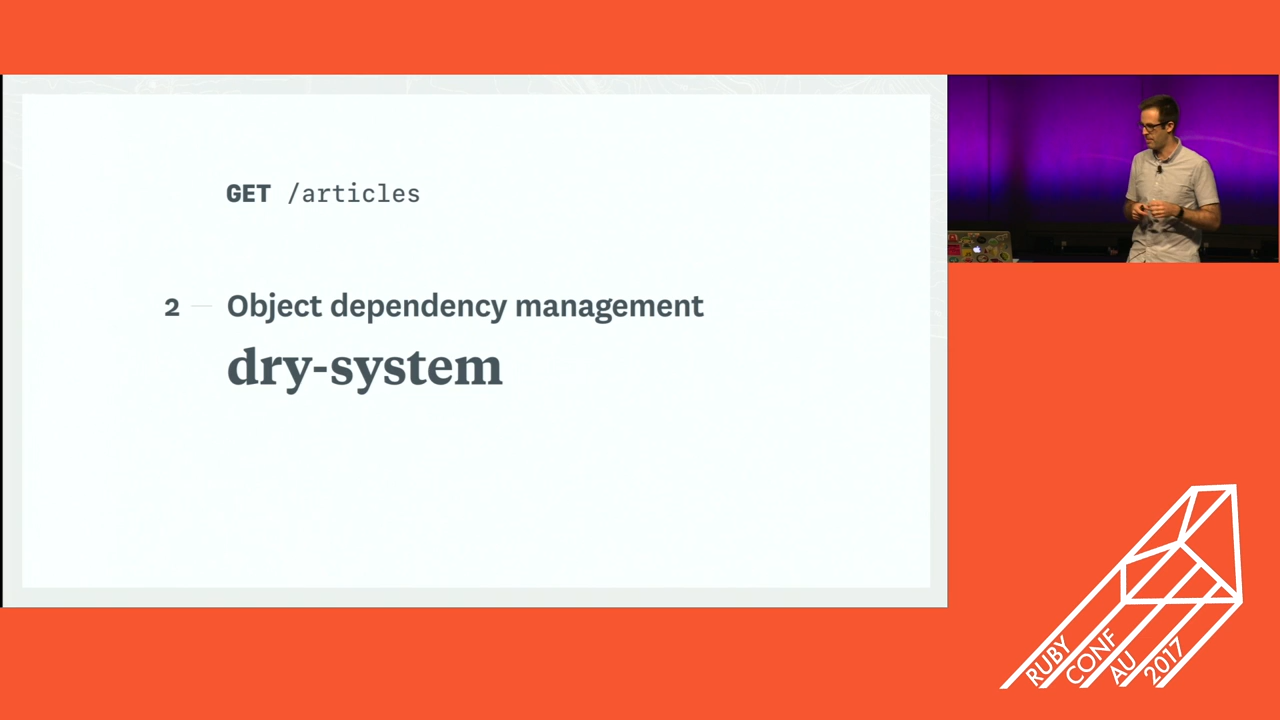 GET /articles
2 — Object dependency management
dry-system
RUBY
CONF
AU
2017